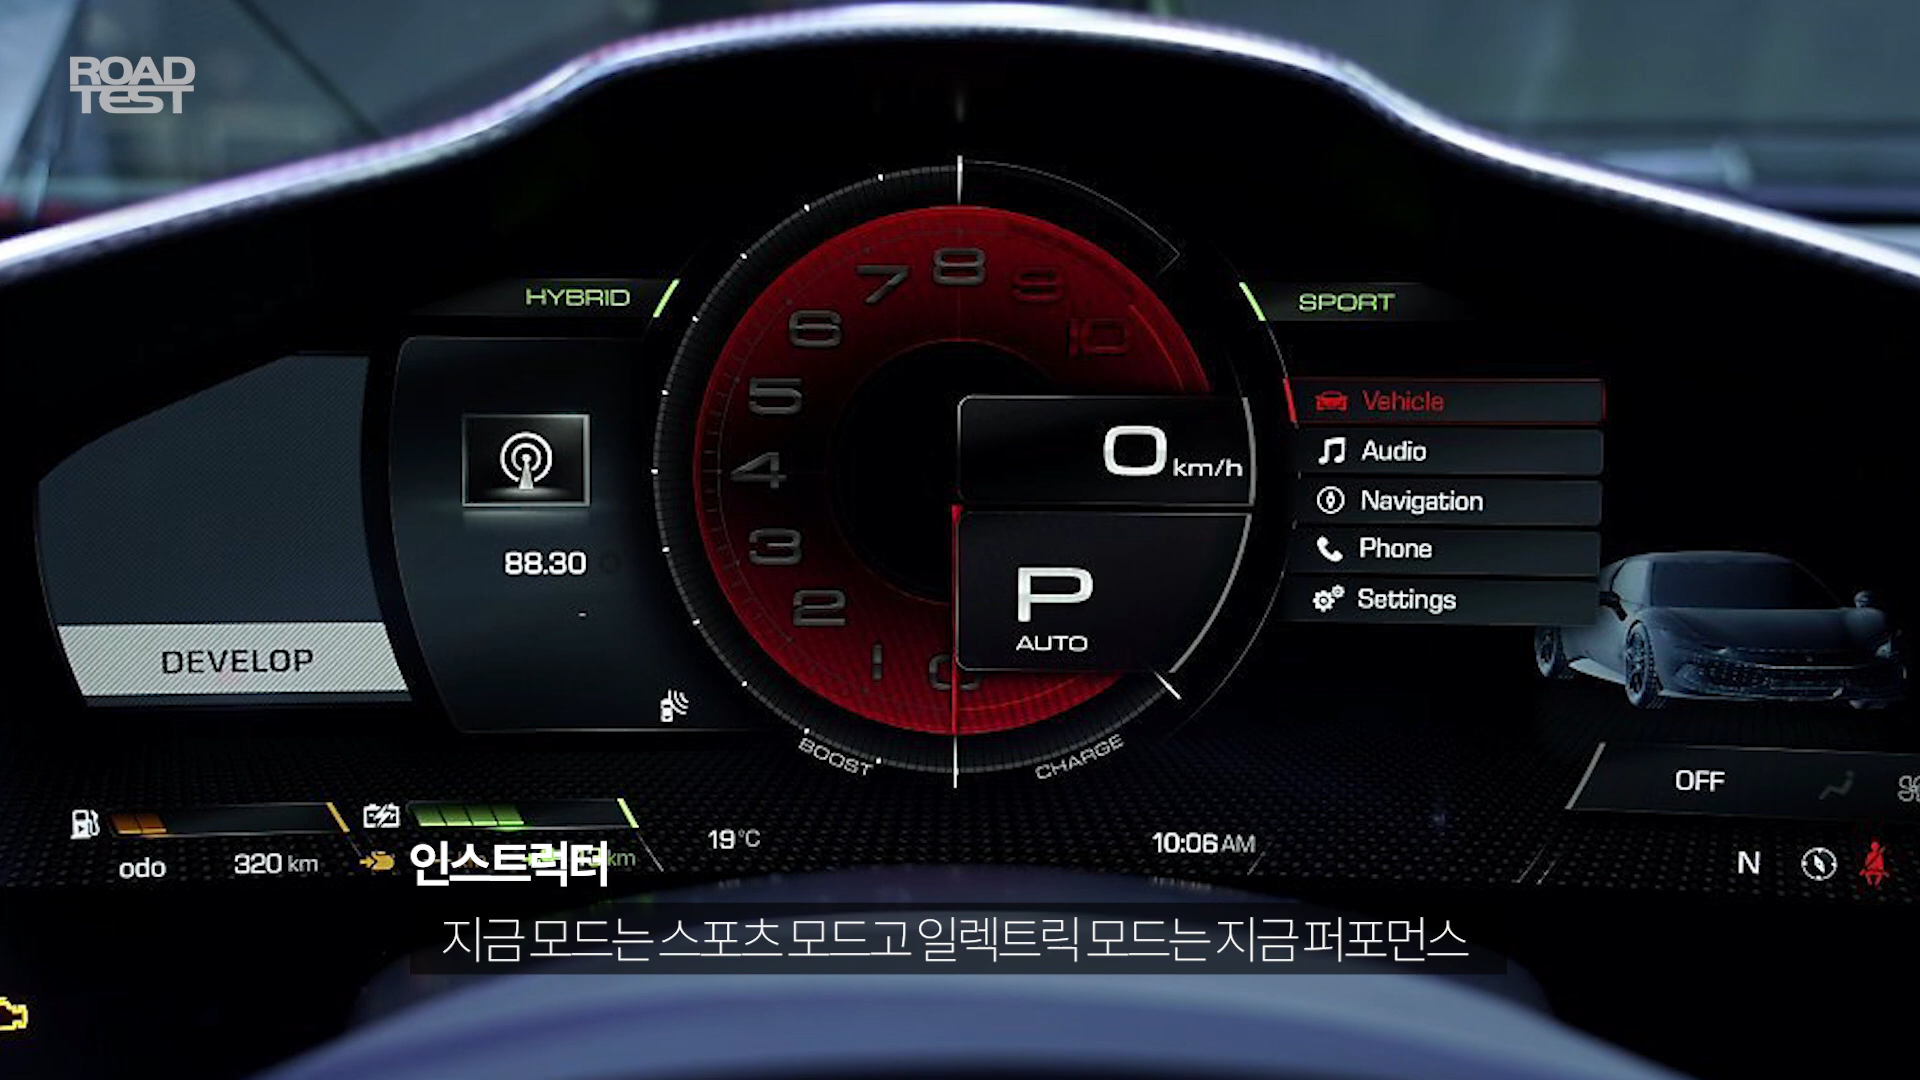 ROAD
TEST
HYBRID
SPORT
8
7
9
6
10
5
4
3
2
1
0
0 km/h
P
AUTO
Vehicle
Audio
Navigation
Phone
Settings
88.30
-
DEVELOP
BOOST
CHARGE
OFF
odo 320 km
km
19°C
10:06 AM
N
인스트럭터
지금 모드는 스포츠 모드고 일렉트릭 모드는 지금 퍼포먼스